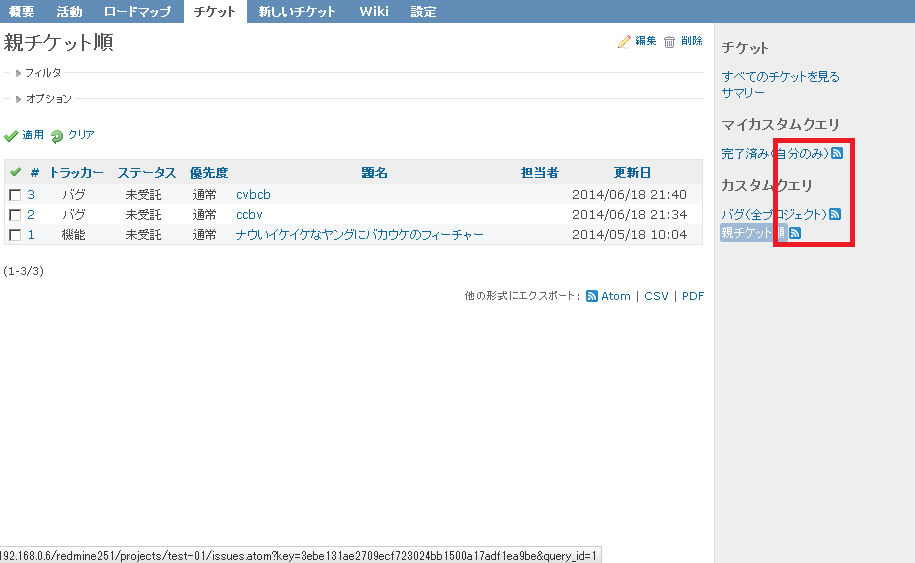 概要 活動 ロードマップ チケット 新しいチケット Wiki 設定
親チケット順
編集 削除
フィルタ
オプション
適用 クリア
# トラッカー ステータス 優先度 題名 担当者 更新日
3 バグ 未受託 通常 cvbcb 2014/06/18 21:40
2 バグ 未受託 通常 ccbv 2014/06/18 21:34
1 機能 未受託 通常 ナウいイケイケなヤングにバカウケのフィーチャー 2014/05/18 10:04
(1-3/3)
他の形式にエクスポート: Atom | CSV | PDF
チケット
すべてのチケットを見る
サマリー
マイカスタムクエリ
完了済み(自分のみ)
カスタムクエリ
バグ(全プロジェクト)
親チケット順
192.168.0.6/redmine251/projects/test-01/issues.atom?key=3ebe131ae2709ecf723024bb1500a17adf1ea9be&query_id=1